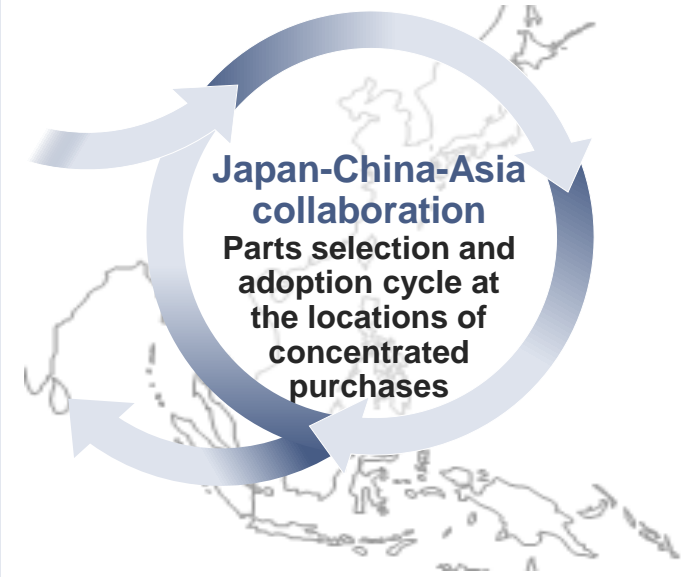 Japan-China-Asia
collaboration
Parts selection and
adoption cycle at
the locations of
concentrated
purchases